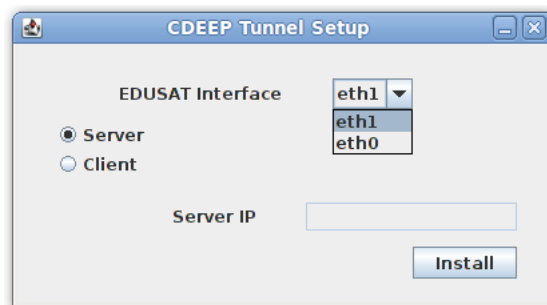 CDEEP Tunnel Setup
EDUSAT Interface eth1
eth1
eth0
Server
Client
Server IP
Install